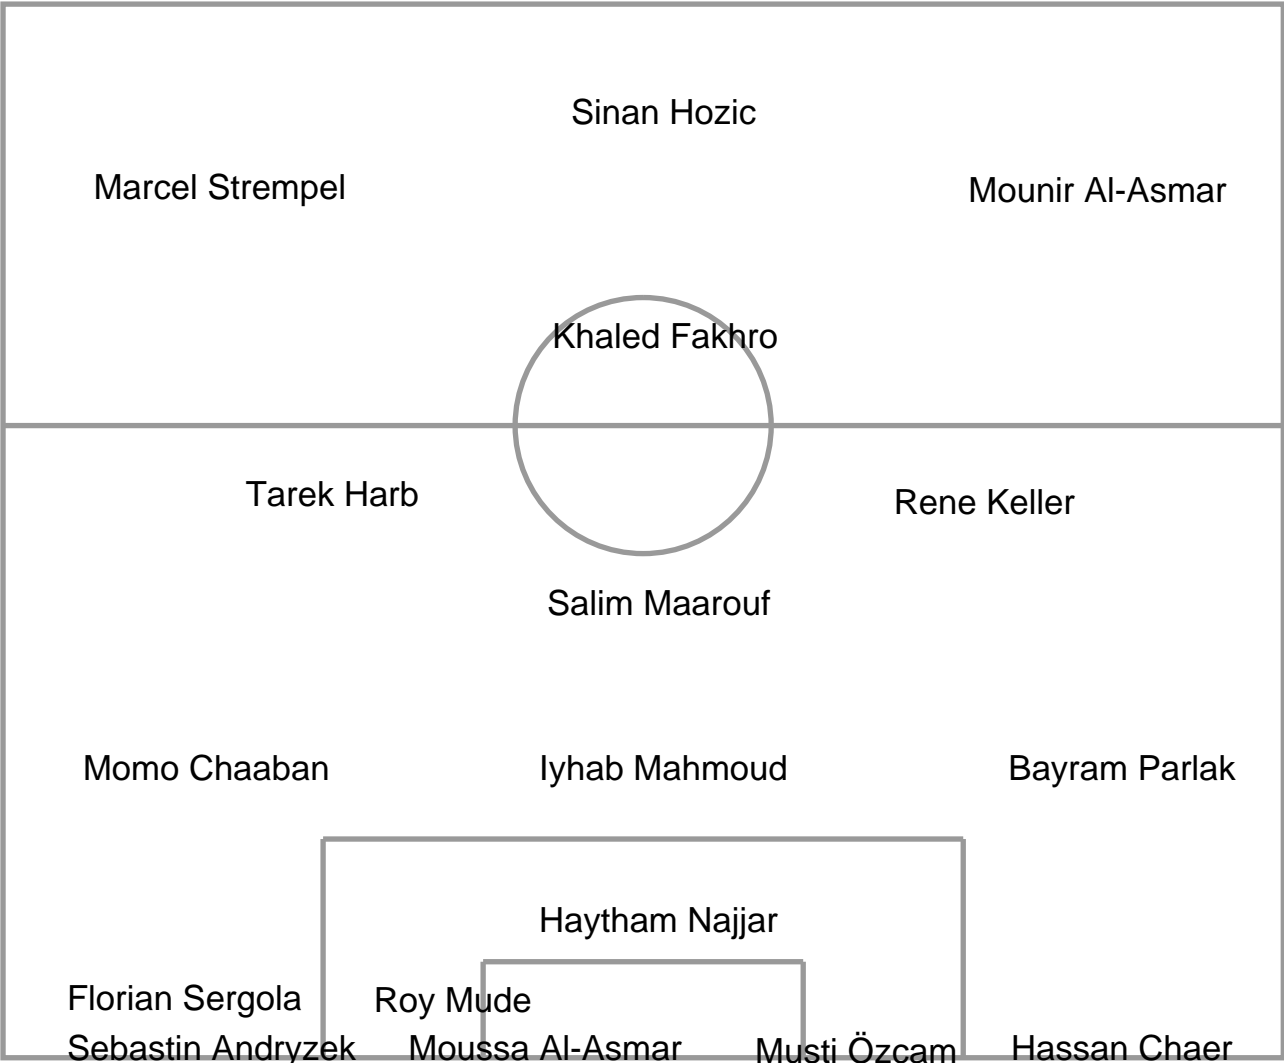 Sinan Hozic
Marcel Strempel
Mounir Al-Asmar
Khaled Fakhro
Tarek Harb
Rene Keller
Salim Maarouf
Momo Chaaban
Iyhab Mahmoud
Bayram Parlak
Haytham Najjar
Florian Sergola
Roy Mude
Sebastin Andryzek
Moussa Al-Asmar
Musti Özcam
Hassan Chaer